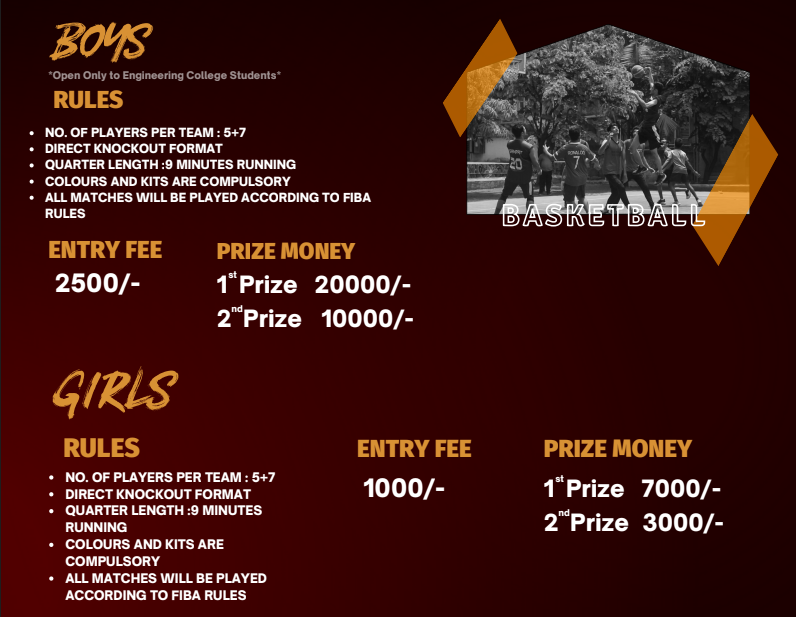 BOYS
*Open Only to Engineering College Students*
RULES
• NO. OF PLAYERS PER TEAM : 5+7
• DIRECT KNOCKOUT FORMAT
• QUARTER LENGTH :9 MINUTES RUNNING
• COLOURS AND KITS ARE COMPULSORY
• ALL MATCHES WILL BE PLAYED ACCORDING TO FIBA
RULES
BASKETBALL
20
RONALDO
7
ENTRY FEE
2500/-
PRIZE MONEY
1st Prize 20000/-
2nd Prize 10000/-
GIRLS
RULES
• NO. OF PLAYERS PER TEAM : 5+7
• DIRECT KNOCKOUT FORMAT
• QUARTER LENGTH :9 MINUTES
RUNNING
• COLOURS AND KITS ARE
COMPULSORY
• ALL MATCHES WILL BE PLAYED
ACCORDING TO FIBA RULES
ENTRY FEE
1000/-
PRIZE MONEY
1st Prize 7000/-
2nd Prize 3000/-